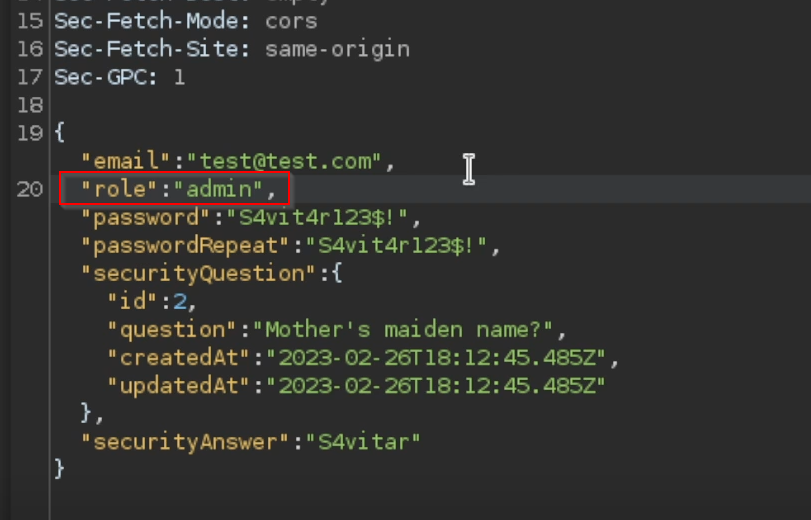 15 Sec-Fetch-Mode: cors
16 Sec-Fetch-Site: same-origin
17 Sec-GPC: 1
18
19 {
"email":"test@test.com",
20 "role":"admin",
"password":"S4vit4r123$!",
"passwordRepeat":"S4vit4r123$!",
"securityQuestion":{
"id":2,
"question":"Mother's maiden name?",
"createdAt":"2023-02-26T18:12:45.485Z",
"updatedAt":"2023-02-26T18:12:45.485Z"
},
"securityAnswer":"S4vitar"
}